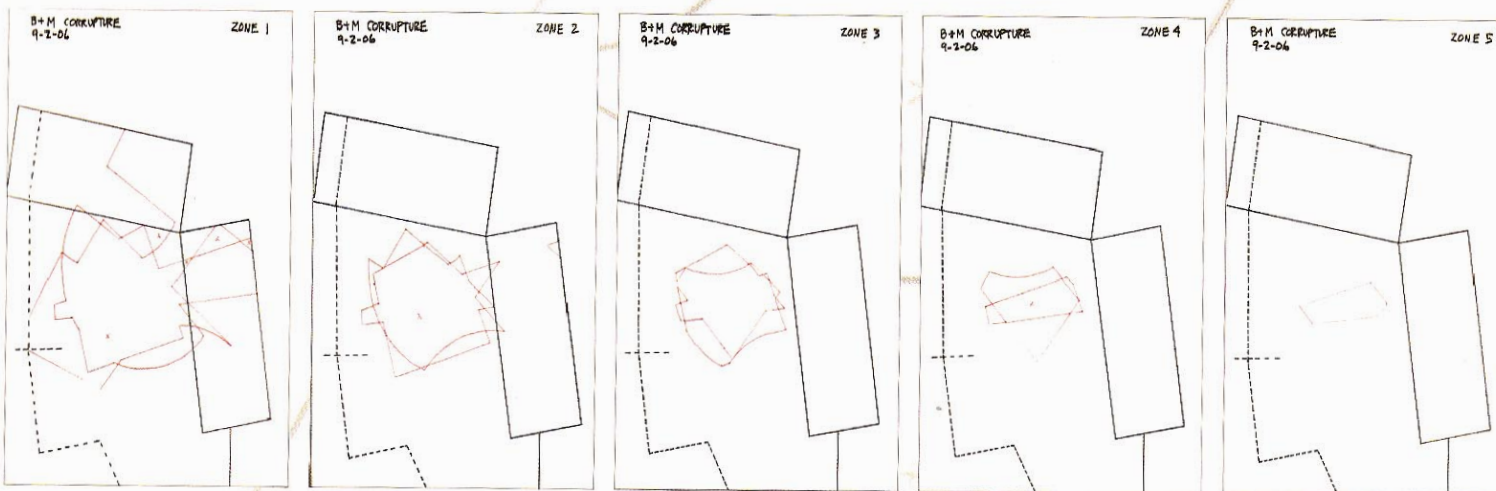 B+M CORRUPTURE
9-2-06
ZONE 1
B+M CORRUPTURE
9-2-06
ZONE 2
B+M CORRUPTURE
9-2-06
ZONE 3
B+M CORRUPTURE
9-2-06
ZONE 4
B+M CORRUPTURE
9-2-06
ZONE 5